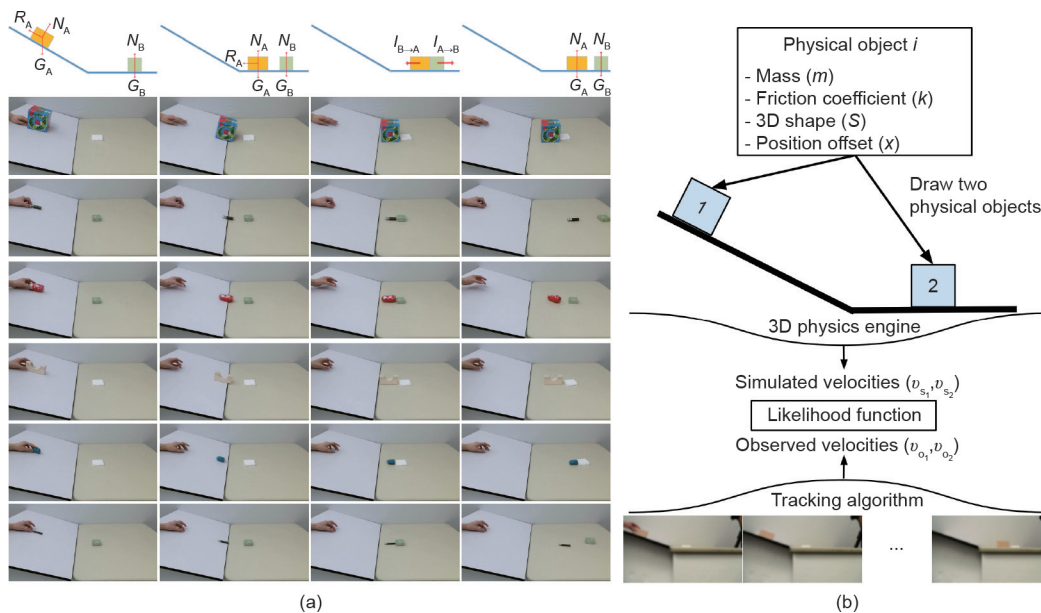 R_A N_A G_A N_B G_B
R_A N_A G_A N_B G_B
I_B→A I_A→B
N_A G_A N_B G_B
(a)
Physical object i
- Mass (m)
- Friction coefficient (k)
- 3D shape (S)
- Position offset (x)
Draw two
physical objects
1
2
3D physics engine
Simulated velocities (v_s₁,v_s₂)
Likelihood function
Observed velocities (v_o₁,v_o₂)
Tracking algorithm
...
(b)